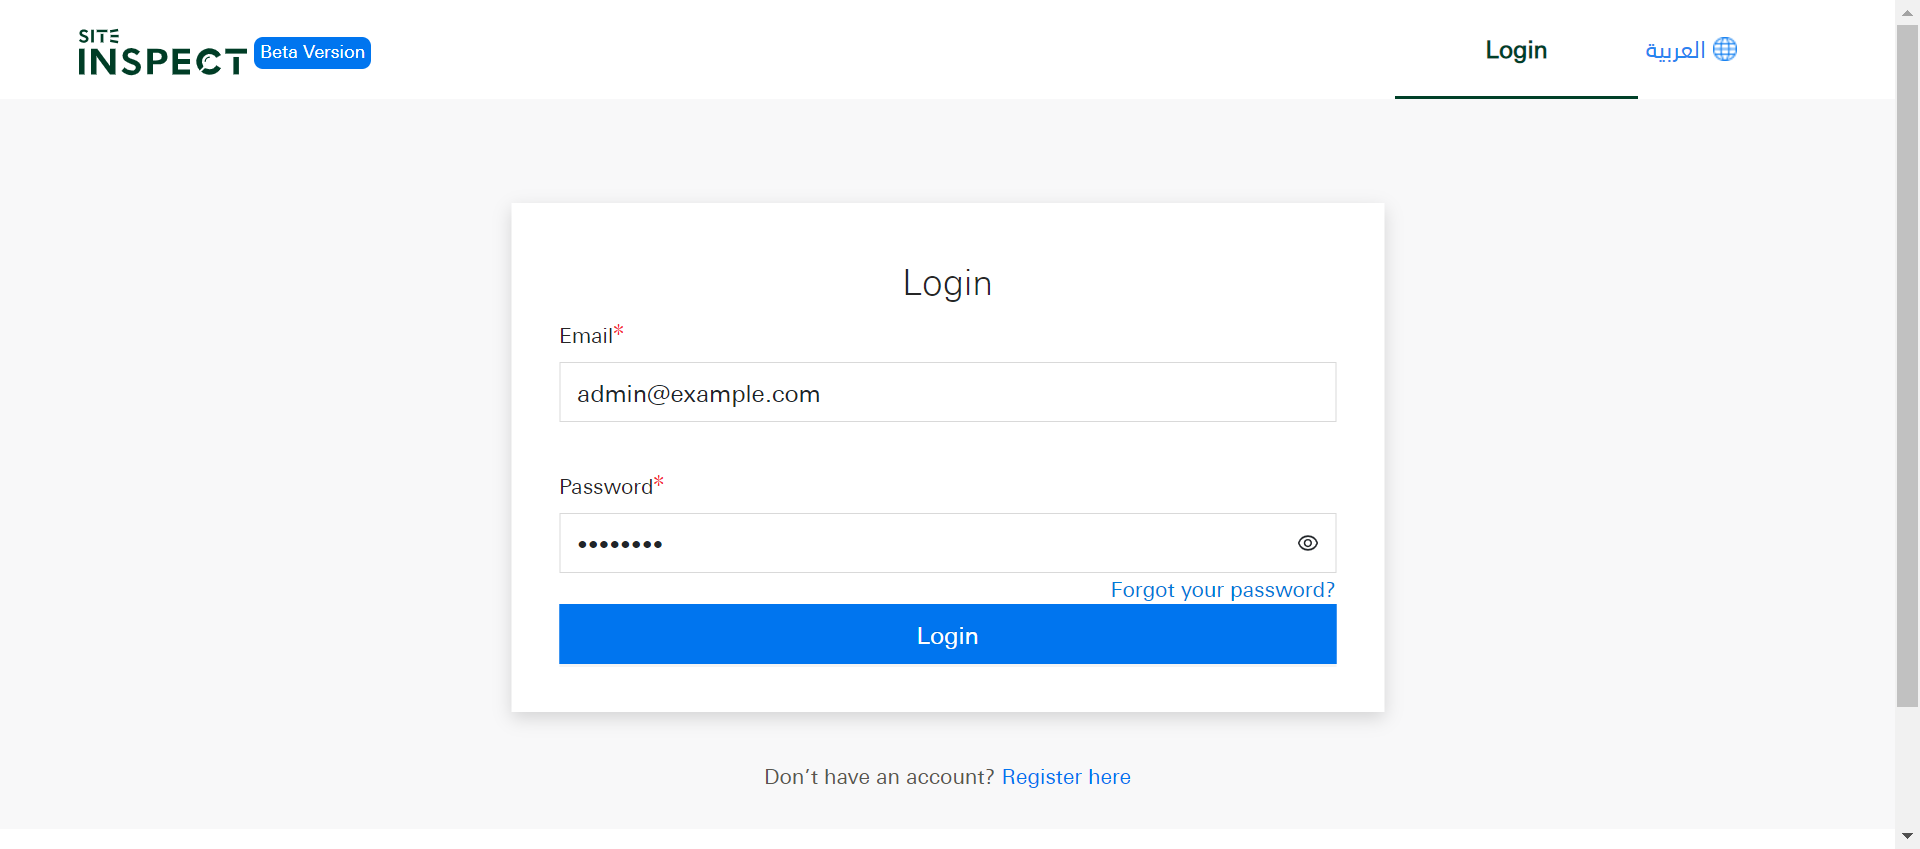 SITE
INSPECT
Beta Version
Login
العربية
Login
Email*
admin@example.com
Password*
••••••••
Forgot your password?
Login
Don’t have an account? Register here